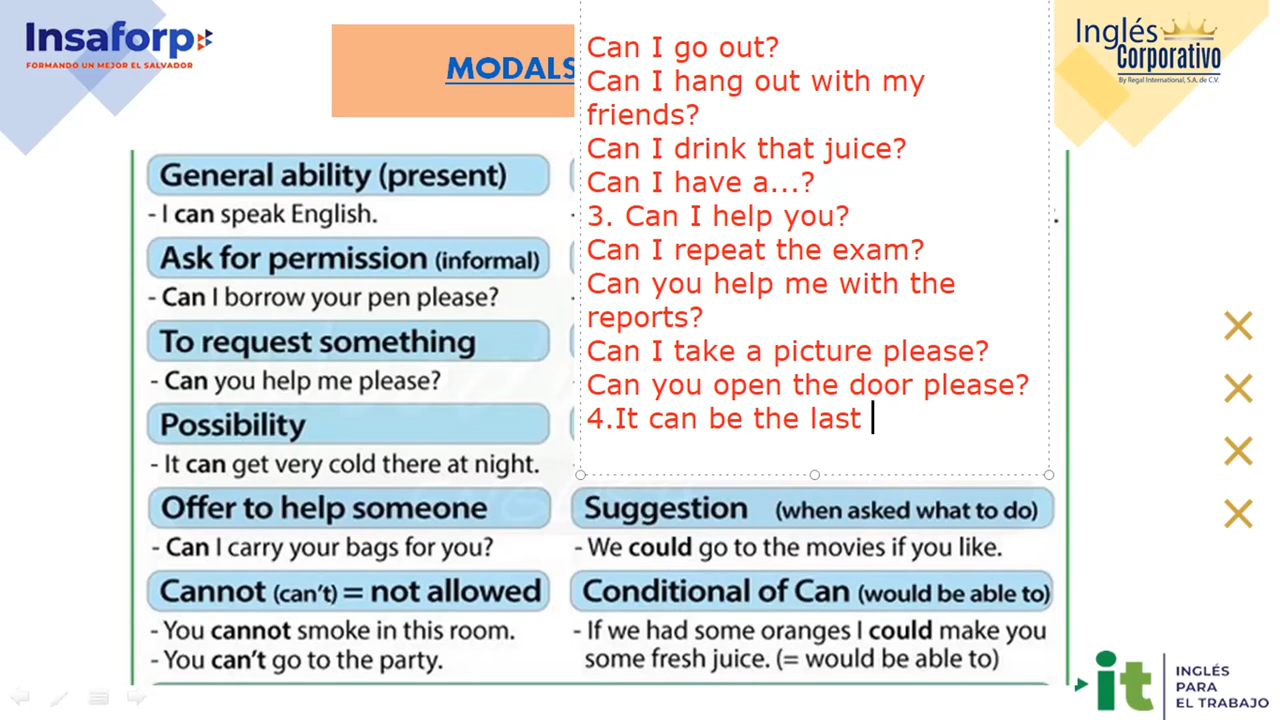 Insaforp
FORMANDO UN MEJOR EL SALVADOR
MODALS
Inglés
Corporativo
By Regal International, S.A. de C.V.
General ability (present)
- I can speak English.
Ask for permission (informal)
- Can I borrow your pen please?
To request something
- Can you help me please?
Possibility
- It can get very cold there at night.
Offer to help someone
- Can I carry your bags for you?
Cannot (can't) = not allowed
- You cannot smoke in this room.
- You can't go to the party.
Can I go out?
Can I hang out with my
friends?
Can I drink that juice?
Can I have a...?
3. Can I help you?
Can I repeat the exam?
Can you help me with the
reports?
Can I take a picture please?
Can you open the door please?
4.It can be the last
Suggestion (when asked what to do)
- We could go to the movies if you like.
Conditional of Can (would be able to)
- If we had some oranges I could make you
some fresh juice. (= would be able to)
it
INGLÉS
PARA
EL TRABAJO